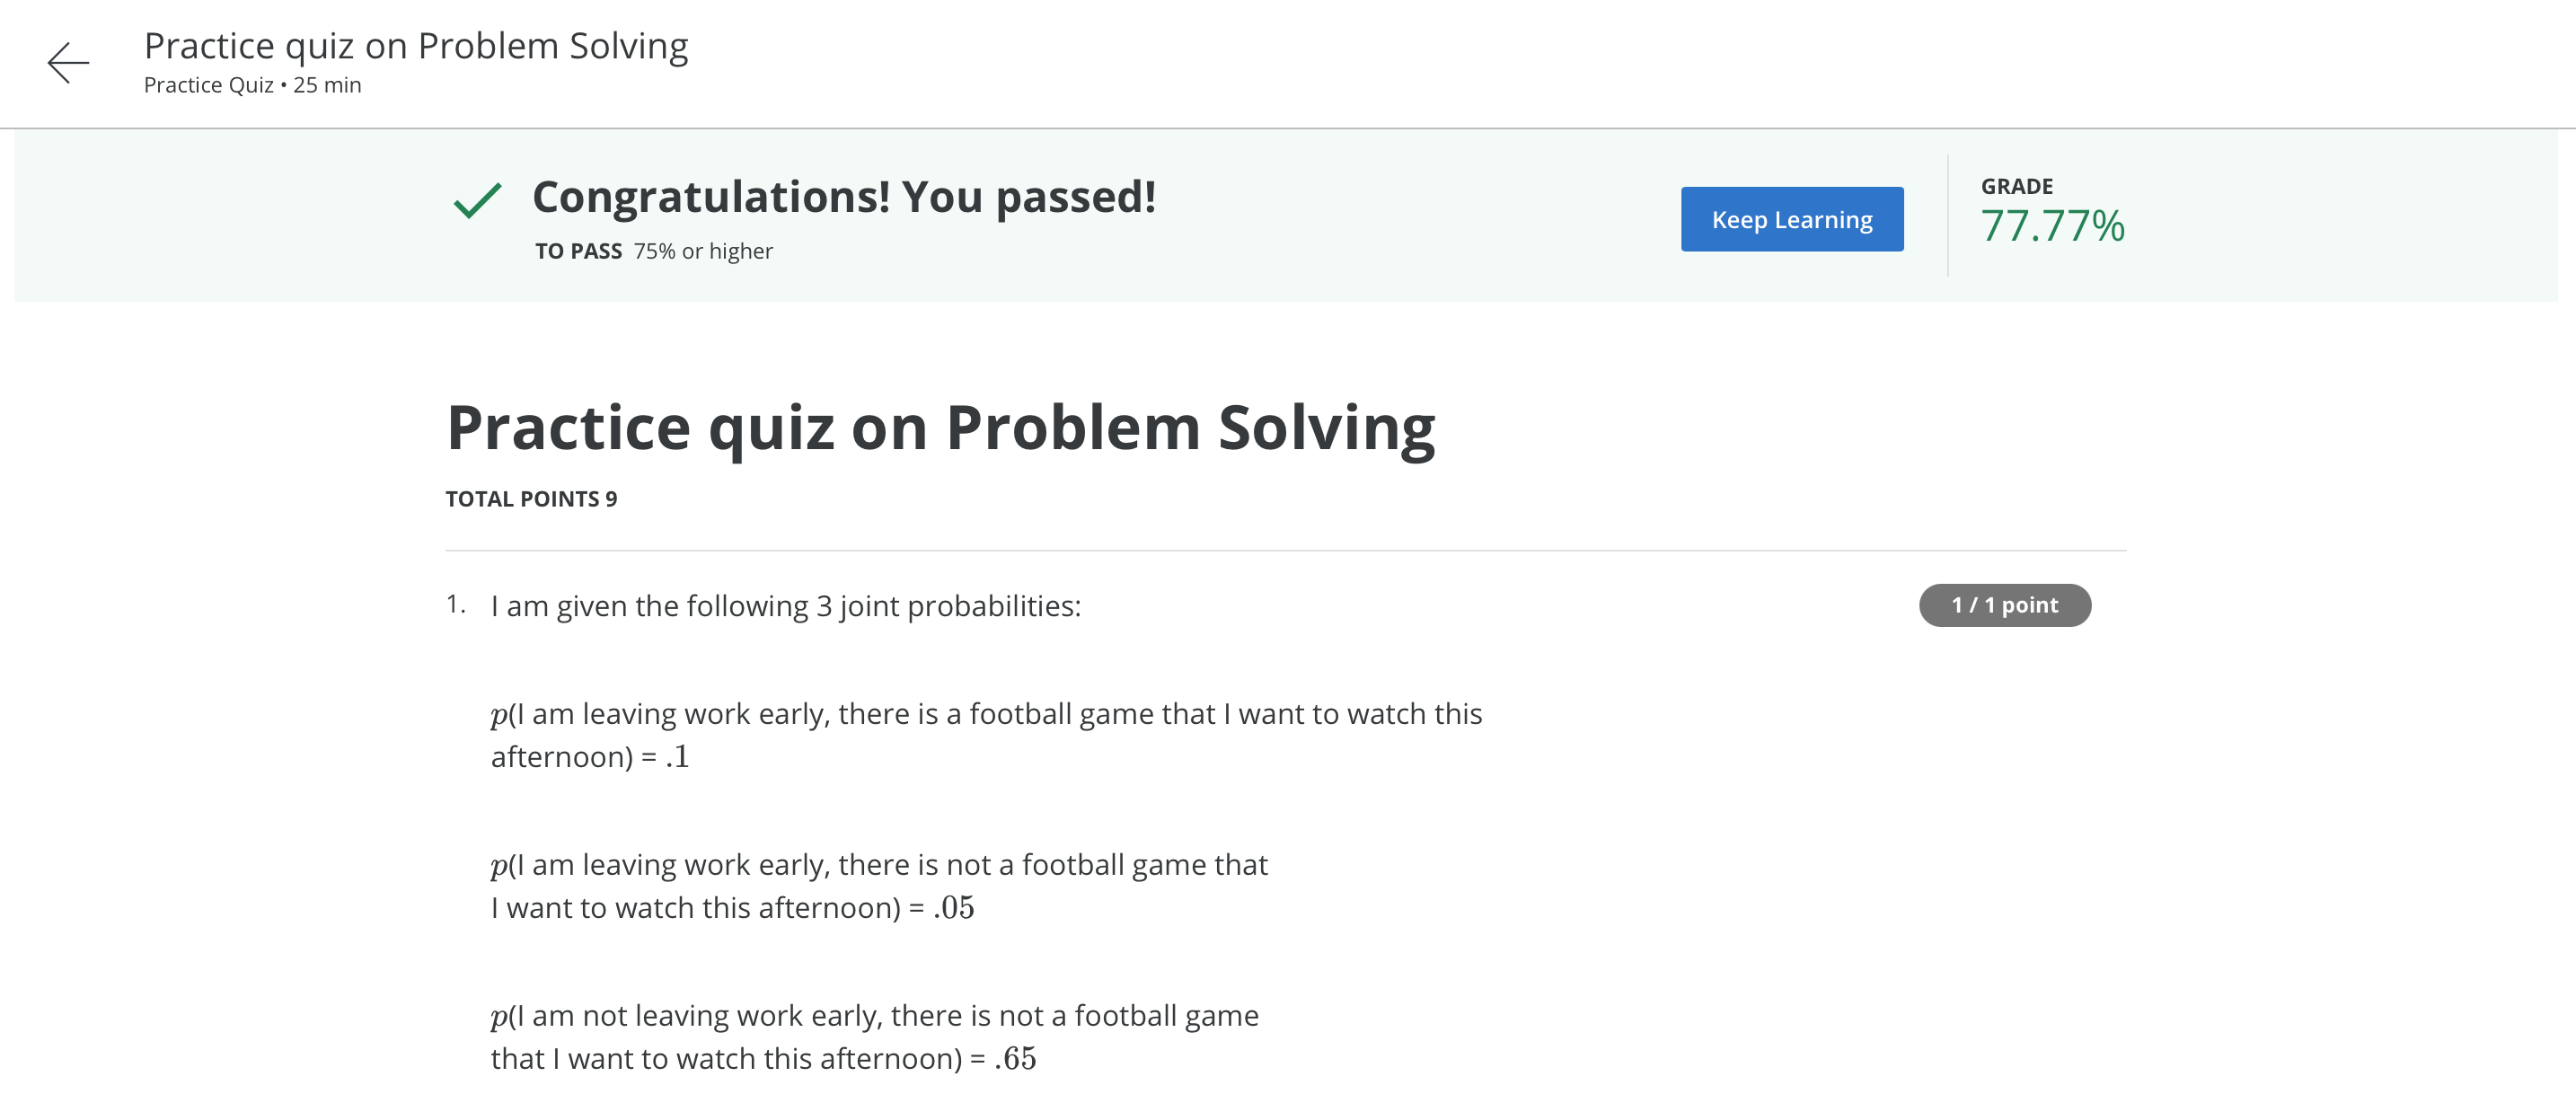 Practice quiz on Problem Solving
Practice Quiz • 25 min
Congratulations! You passed!
TO PASS 75% or higher
Keep Learning
GRADE
77.77%
Practice quiz on Problem Solving
TOTAL POINTS 9
1. I am given the following 3 joint probabilities:
1 / 1 point
p(I am leaving work early, there is a football game that I want to watch this
afternoon) = .1
p(I am leaving work early, there is not a football game that
I want to watch this afternoon) = .05
p(I am not leaving work early, there is not a football game
that I want to watch this afternoon) = .65